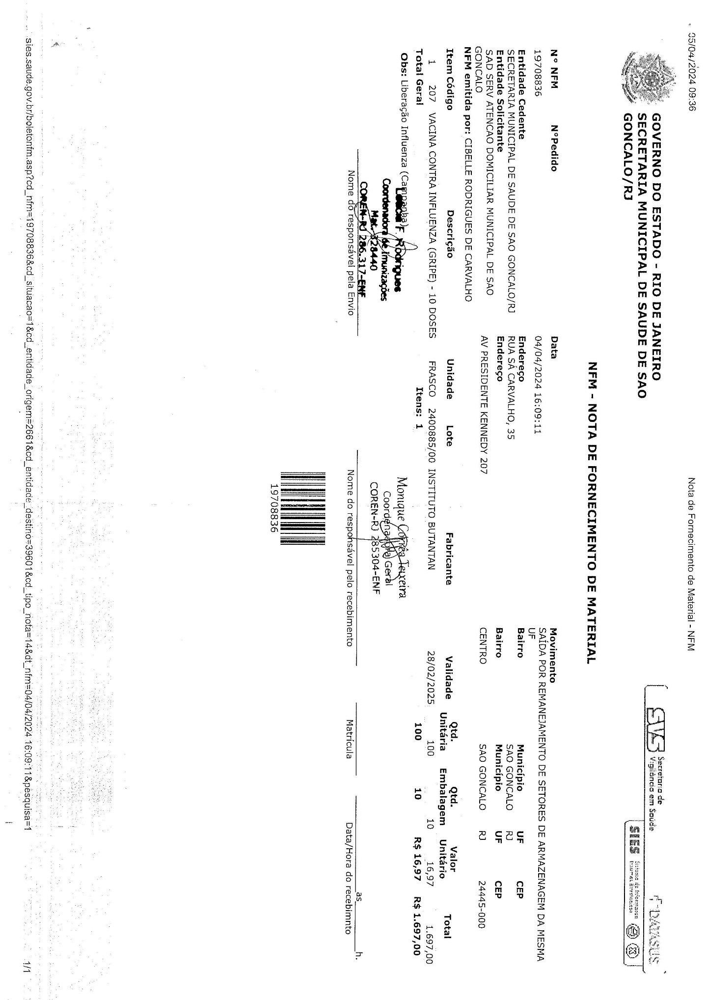 05/04/2024 09:36 Nota de Fornecimento de Material - NFM
GOVERNO DO ESTADO - RIO DE JANEIRO
SECRETARIA MUNICIPAL DE SAUDE DE SAO
GONCALO/RJ
Secretaria de
Vigilância em Saúde
DATASUS
SIES
NFM - NOTA DE FORNECIMENTO DE MATERIAL
N° NFM N°Pedido Data Movimento
19708836 04/04/2024 16:09:11 SAÍDA POR REMANEJAMENTO DE SETORES DE ARMAZENAGEM DA MESMA
UF
Entidade Cedente Endereço Bairro Município UF CEP
SECRETARIA MUNICIPAL DE SAUDE DE SAO GONCALO/RJ RUA SÁ CARVALHO, 35 SAO GONCALO RJ
Entidade Solicitante Endereço Bairro Município UF CEP
SAD SERV ATENCAO DOMICILIAR MUNICIPAL DE SAO
GONCALO AV PRESIDENTE KENNEDY 207 CENTRO SAO GONCALO RJ 24445-000
NFM emitida por: CIBELLE RODRIGUES DE CARVALHO
Item Código Descrição Unidade Lote Fabricante Validade Qtd. Unitária Qtd. Embalagem Valor Unitário Total
1 207 VACINA CONTRA INFLUENZA (GRIPE) - 10 DOSES FRASCO 2400885/00 INSTITUTO BUTANTAN 28/02/2025 100 10 16,97 1.697,00
Total Geral Itens: 1 100 10 R$ 16,97 R$ 1.697,00
Obs: Liberação Influenza (Campanha)
F. Rodrigues
Coordenadora de Imunizações
Mat. 328440
COREN-RJ 286.317-ENF
Nome do responsável pela Envio
Monique Corrêa Teixeira
Coordenadora Geral
COREN-RJ 285304-ENF
Nome do responsável pelo recebimento
Matrícula
as h.
Data/Hora do recebimnto
19708836
sies.saude.gov.br/boletonfm.asp?cd_nfm=19708836&cd_situacao=1&cd_entidade_origem=2661&cd_entidade_destino=39601&cd_tipo_nota=14&dt_nfm=04/04/2024 16:09:11&pesquisa=1 1/1